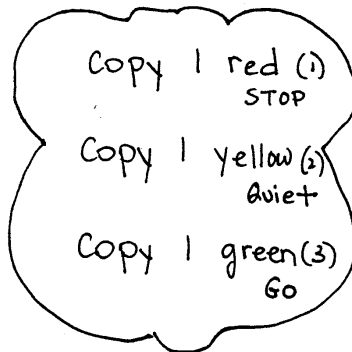 Copy 1 red (1)
STOP
Copy 1 yellow (2)
Quiet
Copy 1 green (3)
GO